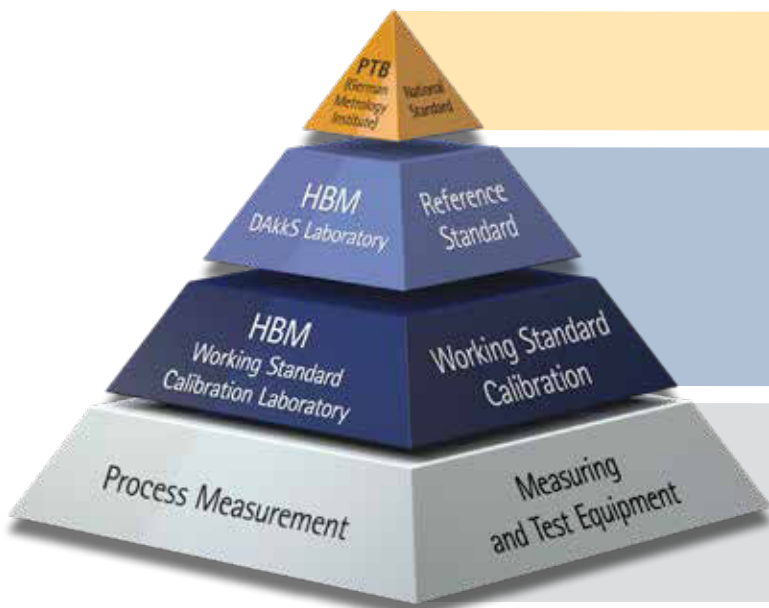 PTB
[German
Metrology
Institute]
National
Standard
HBM
DAkkS Laboratory
Reference
Standard
HBM
Working Standard
Calibration Laboratory
Working Standard
Calibration
Process Measurement
Measuring
and Test Equipment